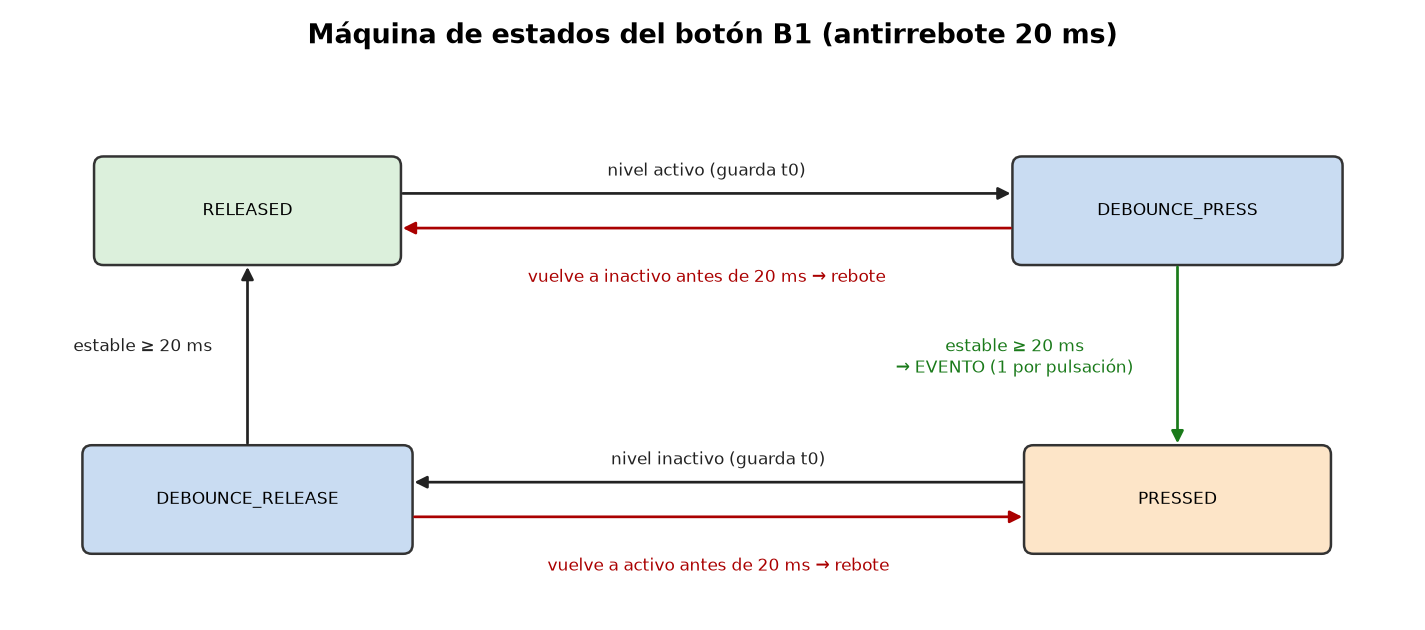 Máquina de estados del botón B1 (antirrebote 20 ms)
nivel activo (guarda t0)
RELEASED
DEBOUNCE_PRESS
vuelve a inactivo antes de 20 ms → rebote
estable ≥ 20 ms
estable ≥ 20 ms
→ EVENTO (1 por pulsación)
nivel inactivo (guarda t0)
DEBOUNCE_RELEASE
PRESSED
vuelve a activo antes de 20 ms → rebote